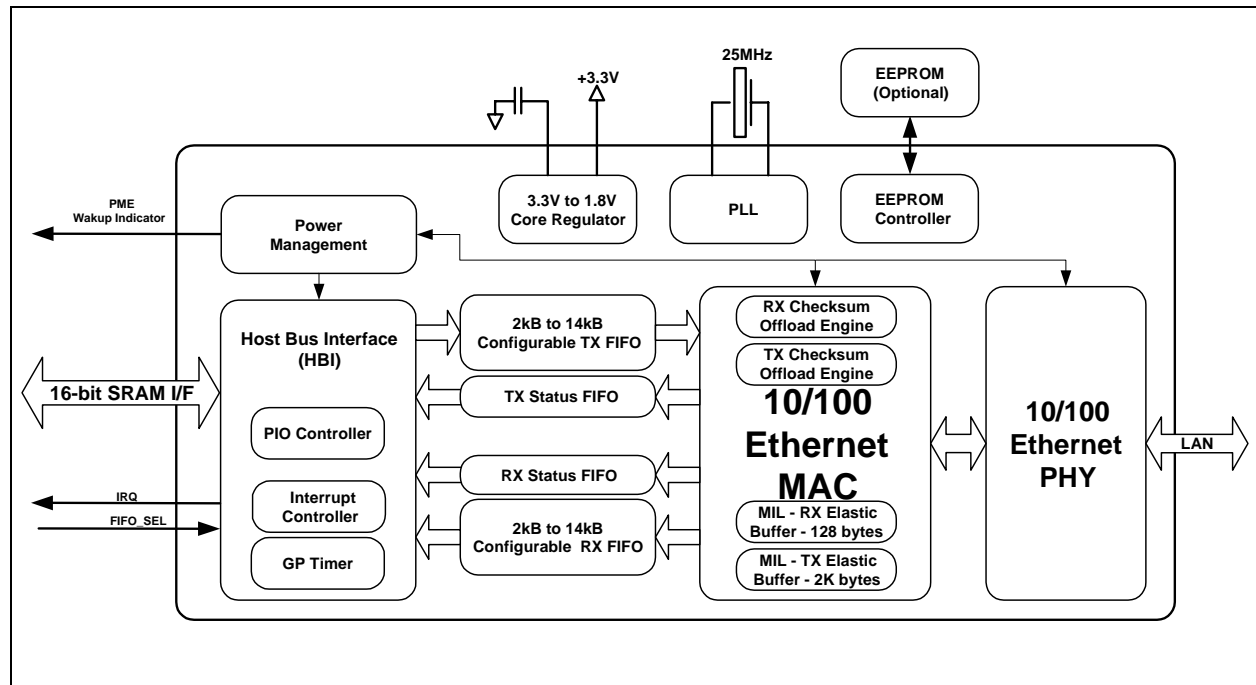 25MHz
+3.3V
EEPROM
(Optional)
3.3V to 1.8V
Core Regulator
PLL
EEPROM
Controller
PME
Wakup Indicator
Power
Management
Host Bus Interface
(HBI)
2kB to 14kB
Configurable TX FIFO
RX Checksum
Offload Engine
TX Checksum
Offload Engine
16-bit SRAM I/F
TX Status FIFO
10/100
Ethernet
MAC
10/100
Ethernet
PHY
LAN
PIO Controller
RX Status FIFO
IRQ
FIFO_SEL
Interrupt
Controller
GP Timer
2kB to 14kB
Configurable RX FIFO
MIL - RX Elastic
Buffer - 128 bytes
MIL - TX Elastic
Buffer - 2K bytes